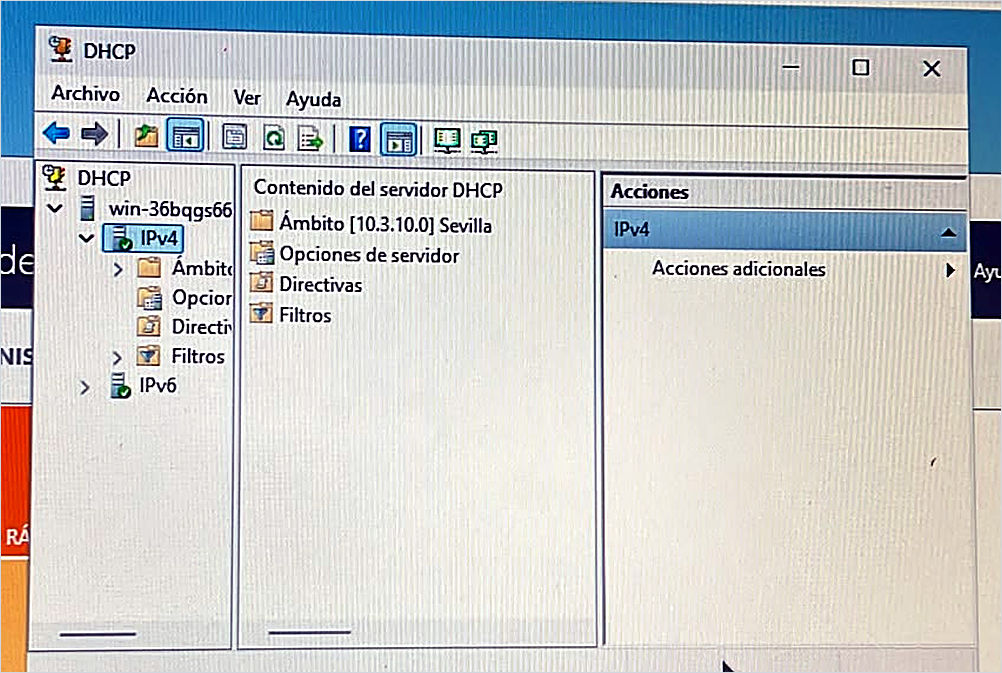 DHCP
Archivo Acción Ver Ayuda
DHCP
win-36bqgs66
IPv4
Ámbito
Opcior
Directiv
Filtros
IPv6
Contenido del servidor DHCP
Ámbito [10.3.10.0] Sevilla
Opciones de servidor
Directivas
Filtros
Acciones
IPv4
Acciones adicionales
de
NIS
RÁ
Ayu